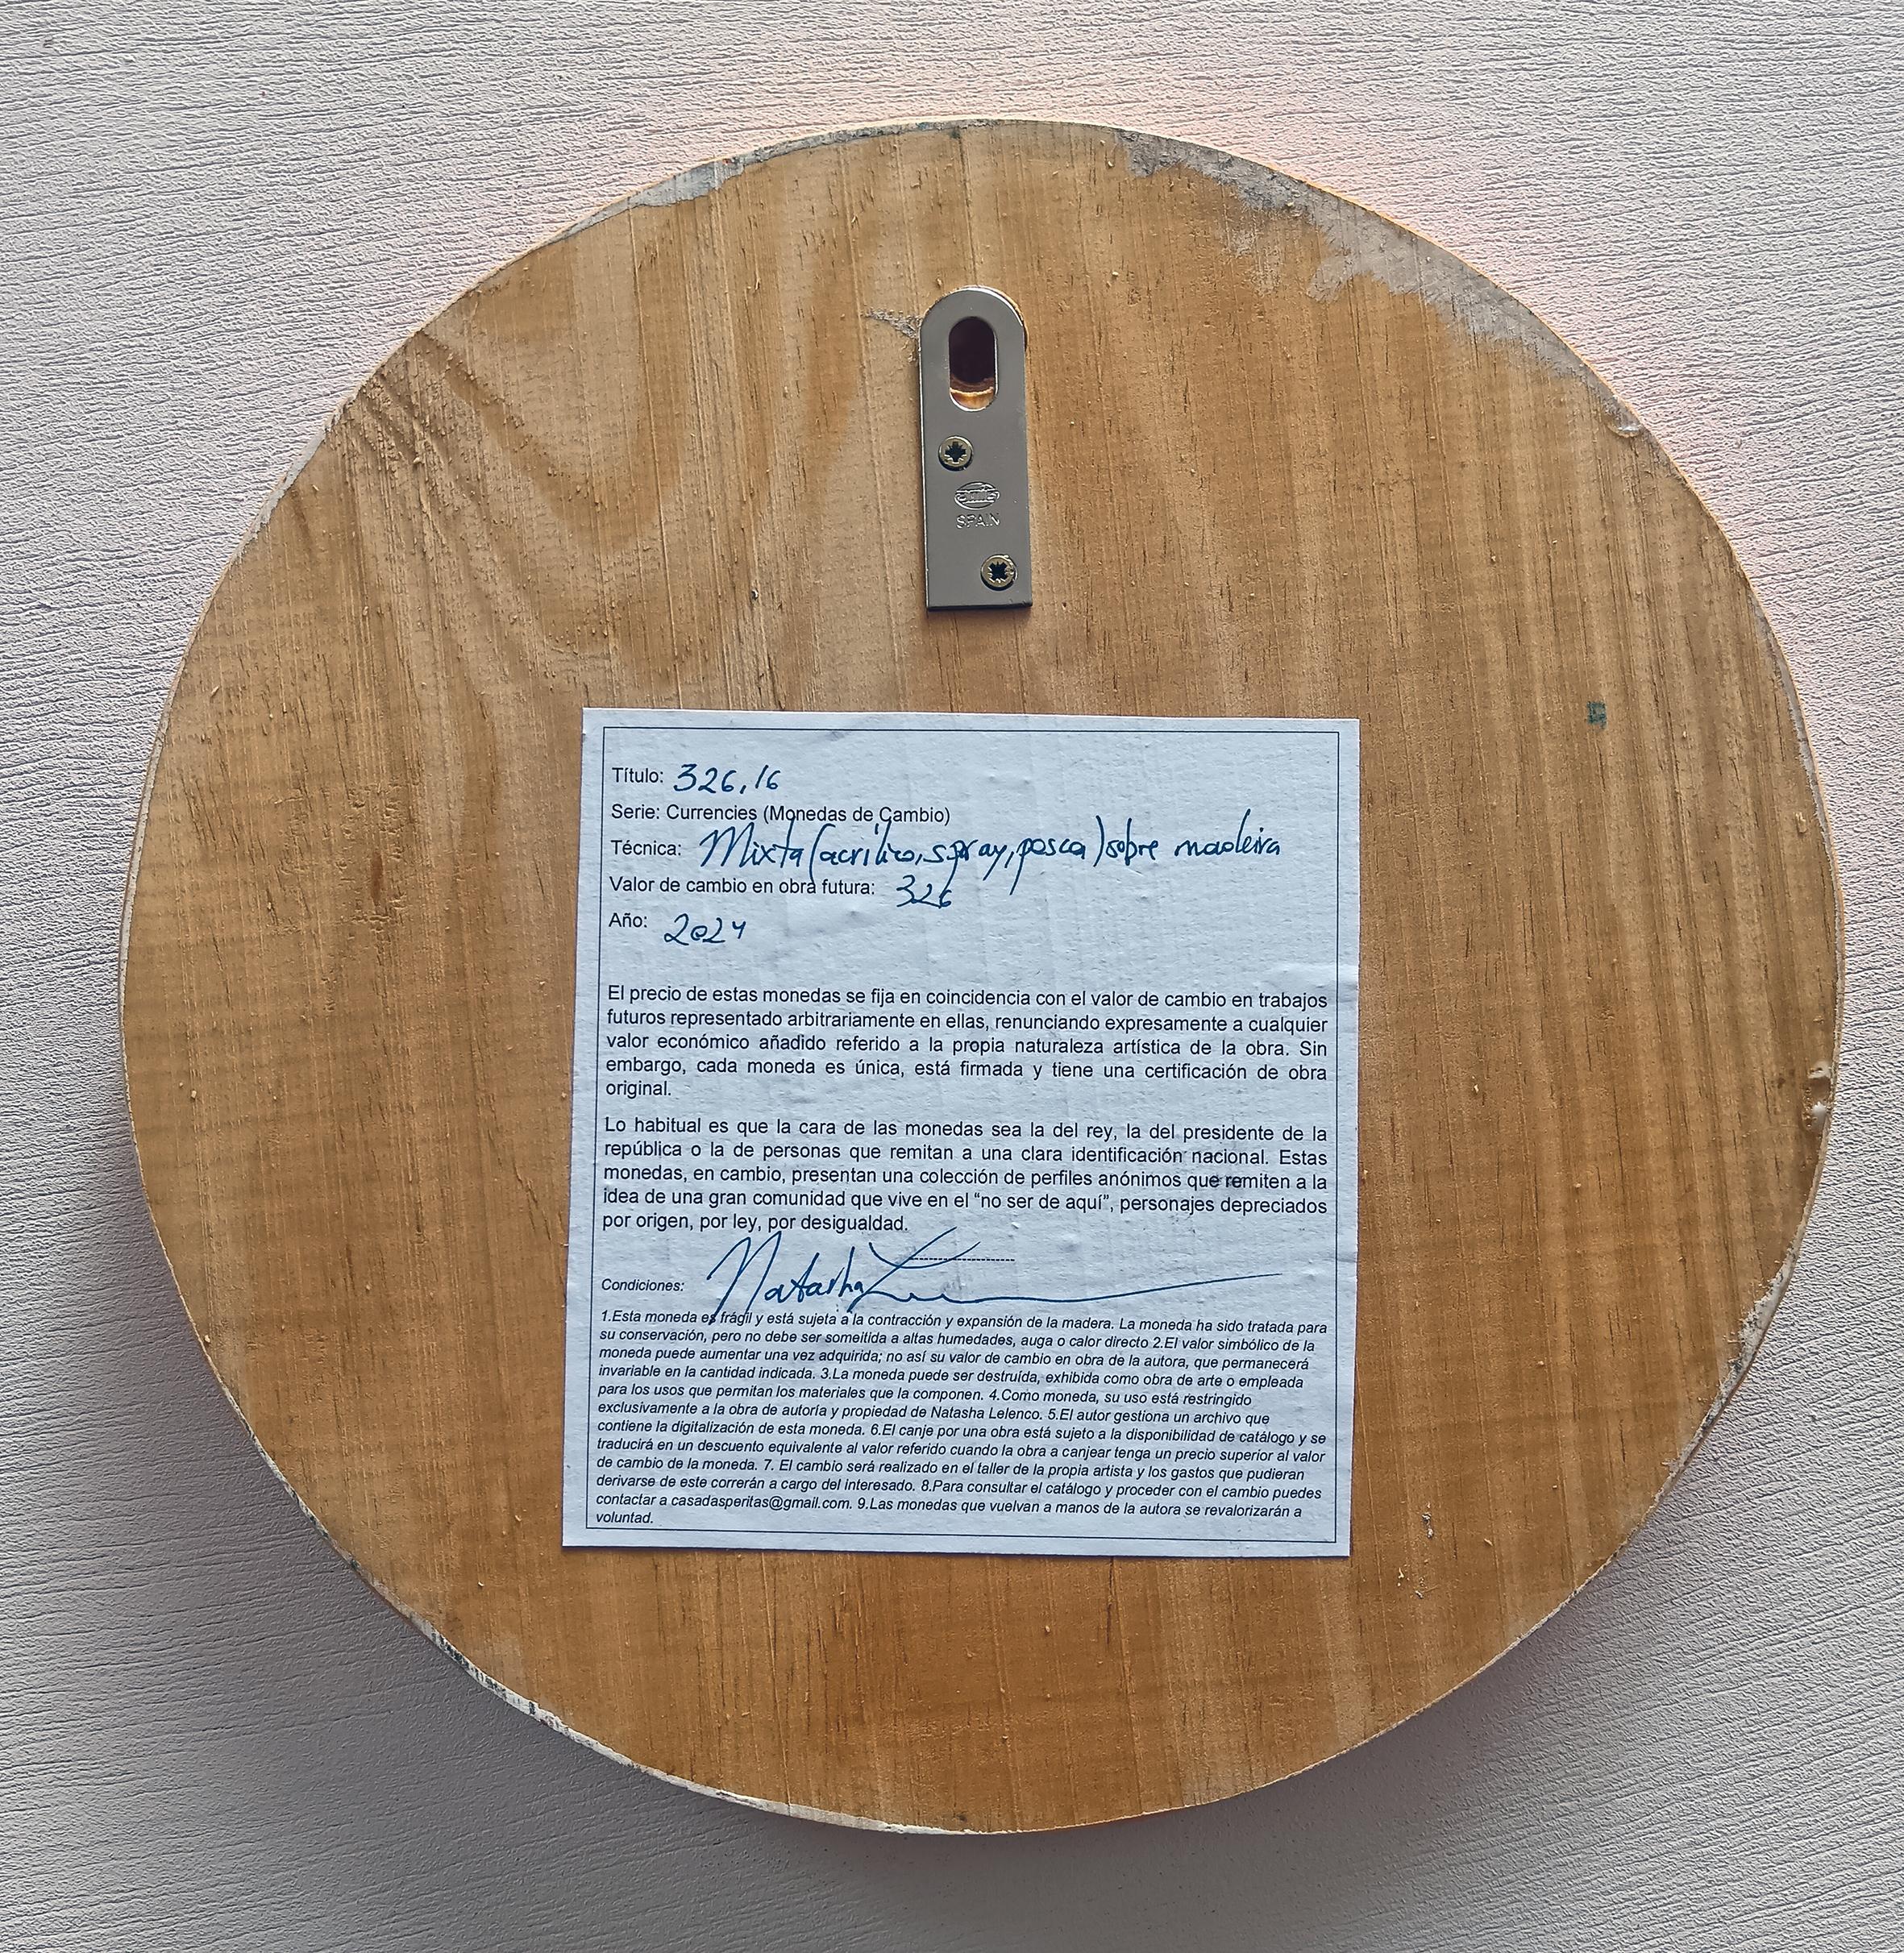 SPAIN
Título: 326,16
Serie: Currencies (Monedas de Cambio)
Técnica: Mixta (acrílico, spray, posca) sobre madeira
Valor de cambio en obra futura: 326
Año: 2024
El precio de estas monedas se fija en coincidencia con el valor de cambio en trabajos
futuros representado arbitrariamente en ellas, renunciando expresamente a cualquier
valor económico añadido referido a la propia naturaleza artística de la obra. Sin
embargo, cada moneda es única, está firmada y tiene una certificación de obra
original.
Lo habitual es que la cara de las monedas sea la del rey, la del presidente de la
república o la de personas que remitan a una clara identificación nacional. Estas
monedas, en cambio, presentan una colección de perfiles anónimos que remiten a la
idea de una gran comunidad que vive en el “no ser de aquí”, personajes depreciados
por origen, por ley, por desigualdad.
Condiciones: Natasha
1.Esta moneda es frágil y está sujeta a la contracción y expansión de la madera. La moneda ha sido tratada para
su conservación, pero no debe ser someitida a altas humedades, auga o calor directo 2.El valor simbólico de la
moneda puede aumentar una vez adquirida; no así su valor de cambio en obra de la autora, que permanecerá
invariable en la cantidad indicada. 3.La moneda puede ser destruída, exhibida como obra de arte o empleada
para los usos que permitan los materiales que la componen. 4.Como moneda, su uso está restringido
exclusivamente a la obra de autoría y propiedad de Natasha Lelenco. 5.El autor gestiona un archivo que
contiene la digitalización de esta moneda. 6.El canje por una obra está sujeto a la disponibilidad de catálogo y se
traducirá en un descuento equivalente al valor referido cuando la obra a canjear tenga un precio superior al valor
de cambio de la moneda. 7. El cambio será realizado en el taller de la propia artista y los gastos que pudieran
derivarse de este correrán a cargo del interesado. 8.Para consultar el catálogo y proceder con el cambio puedes
contactar a casadasperitas@gmail.com. 9.Las monedas que vuelvan a manos de la autora se revalorizarán a
voluntad.